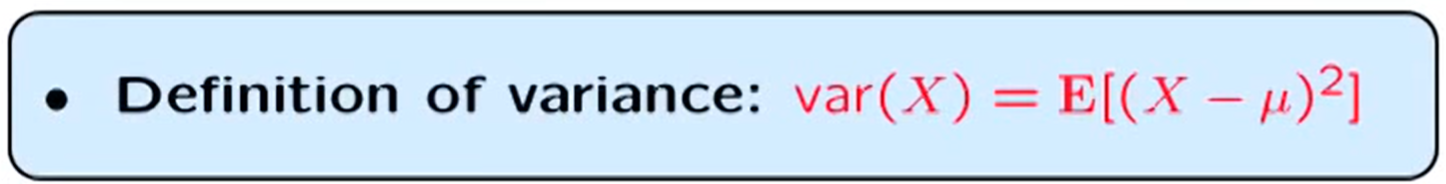 • Definition of variance: var(X) = E[(X − μ)²]